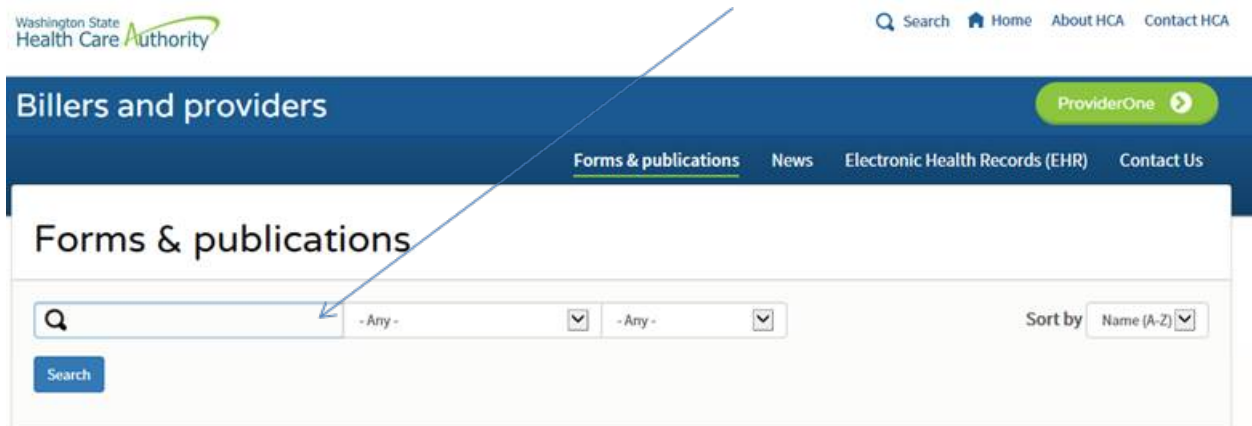 Washington State
Health Care Authority
Search Home About HCA Contact HCA
Billers and providers
ProviderOne
Forms & publications News Electronic Health Records (EHR) Contact Us
Forms & publications
- Any - - Any - Sort by Name (A-Z)
Search